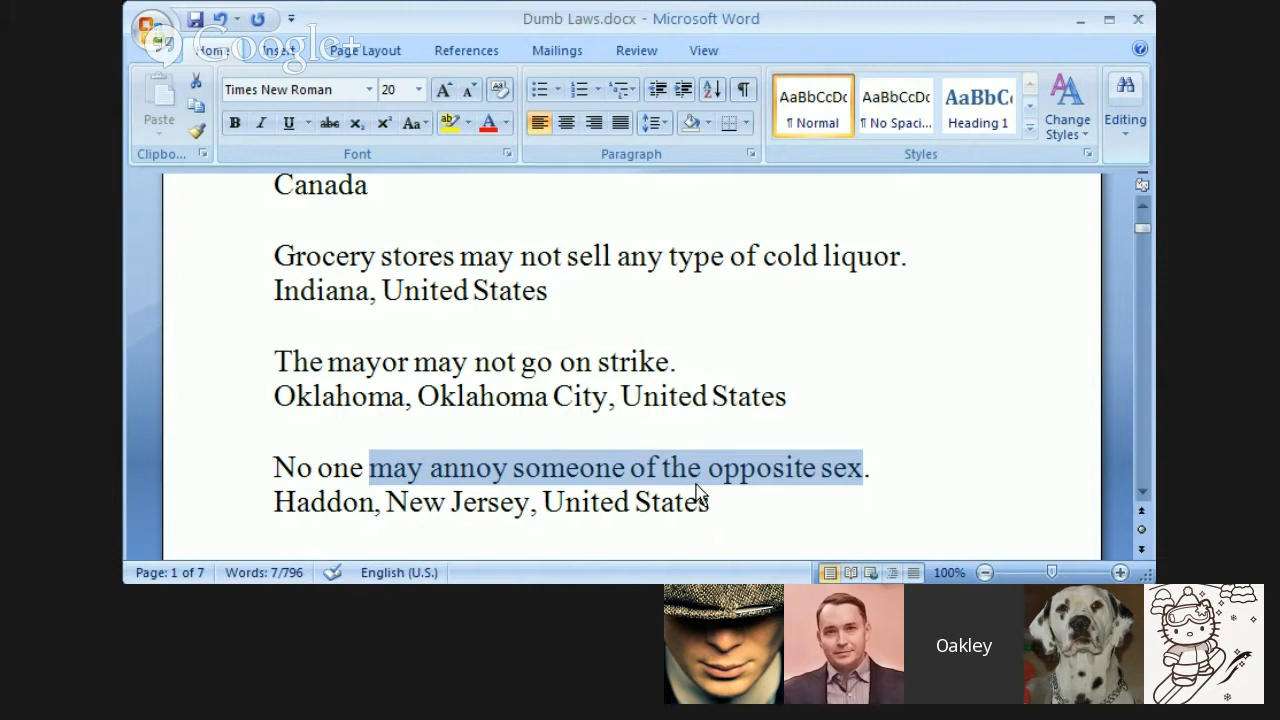 Dumb Laws.docx - Microsoft Word
Google+
Home Insert Page Layout References Mailings Review View
Paste
Times New Roman 20
AaBbCcDc AaBbCcDc AaBbC
¶ Normal ¶ No Spaci... Heading 1
Change
Styles
Editing
Clipbo... Font Paragraph Styles
Canada
Grocery stores may not sell any type of cold liquor.
Indiana, United States
The mayor may not go on strike.
Oklahoma, Oklahoma City, United States
No one may annoy someone of the opposite sex.
Haddon, New Jersey, United States
Page: 1 of 7 Words: 7/796 English (U.S.) 100%
Oakley